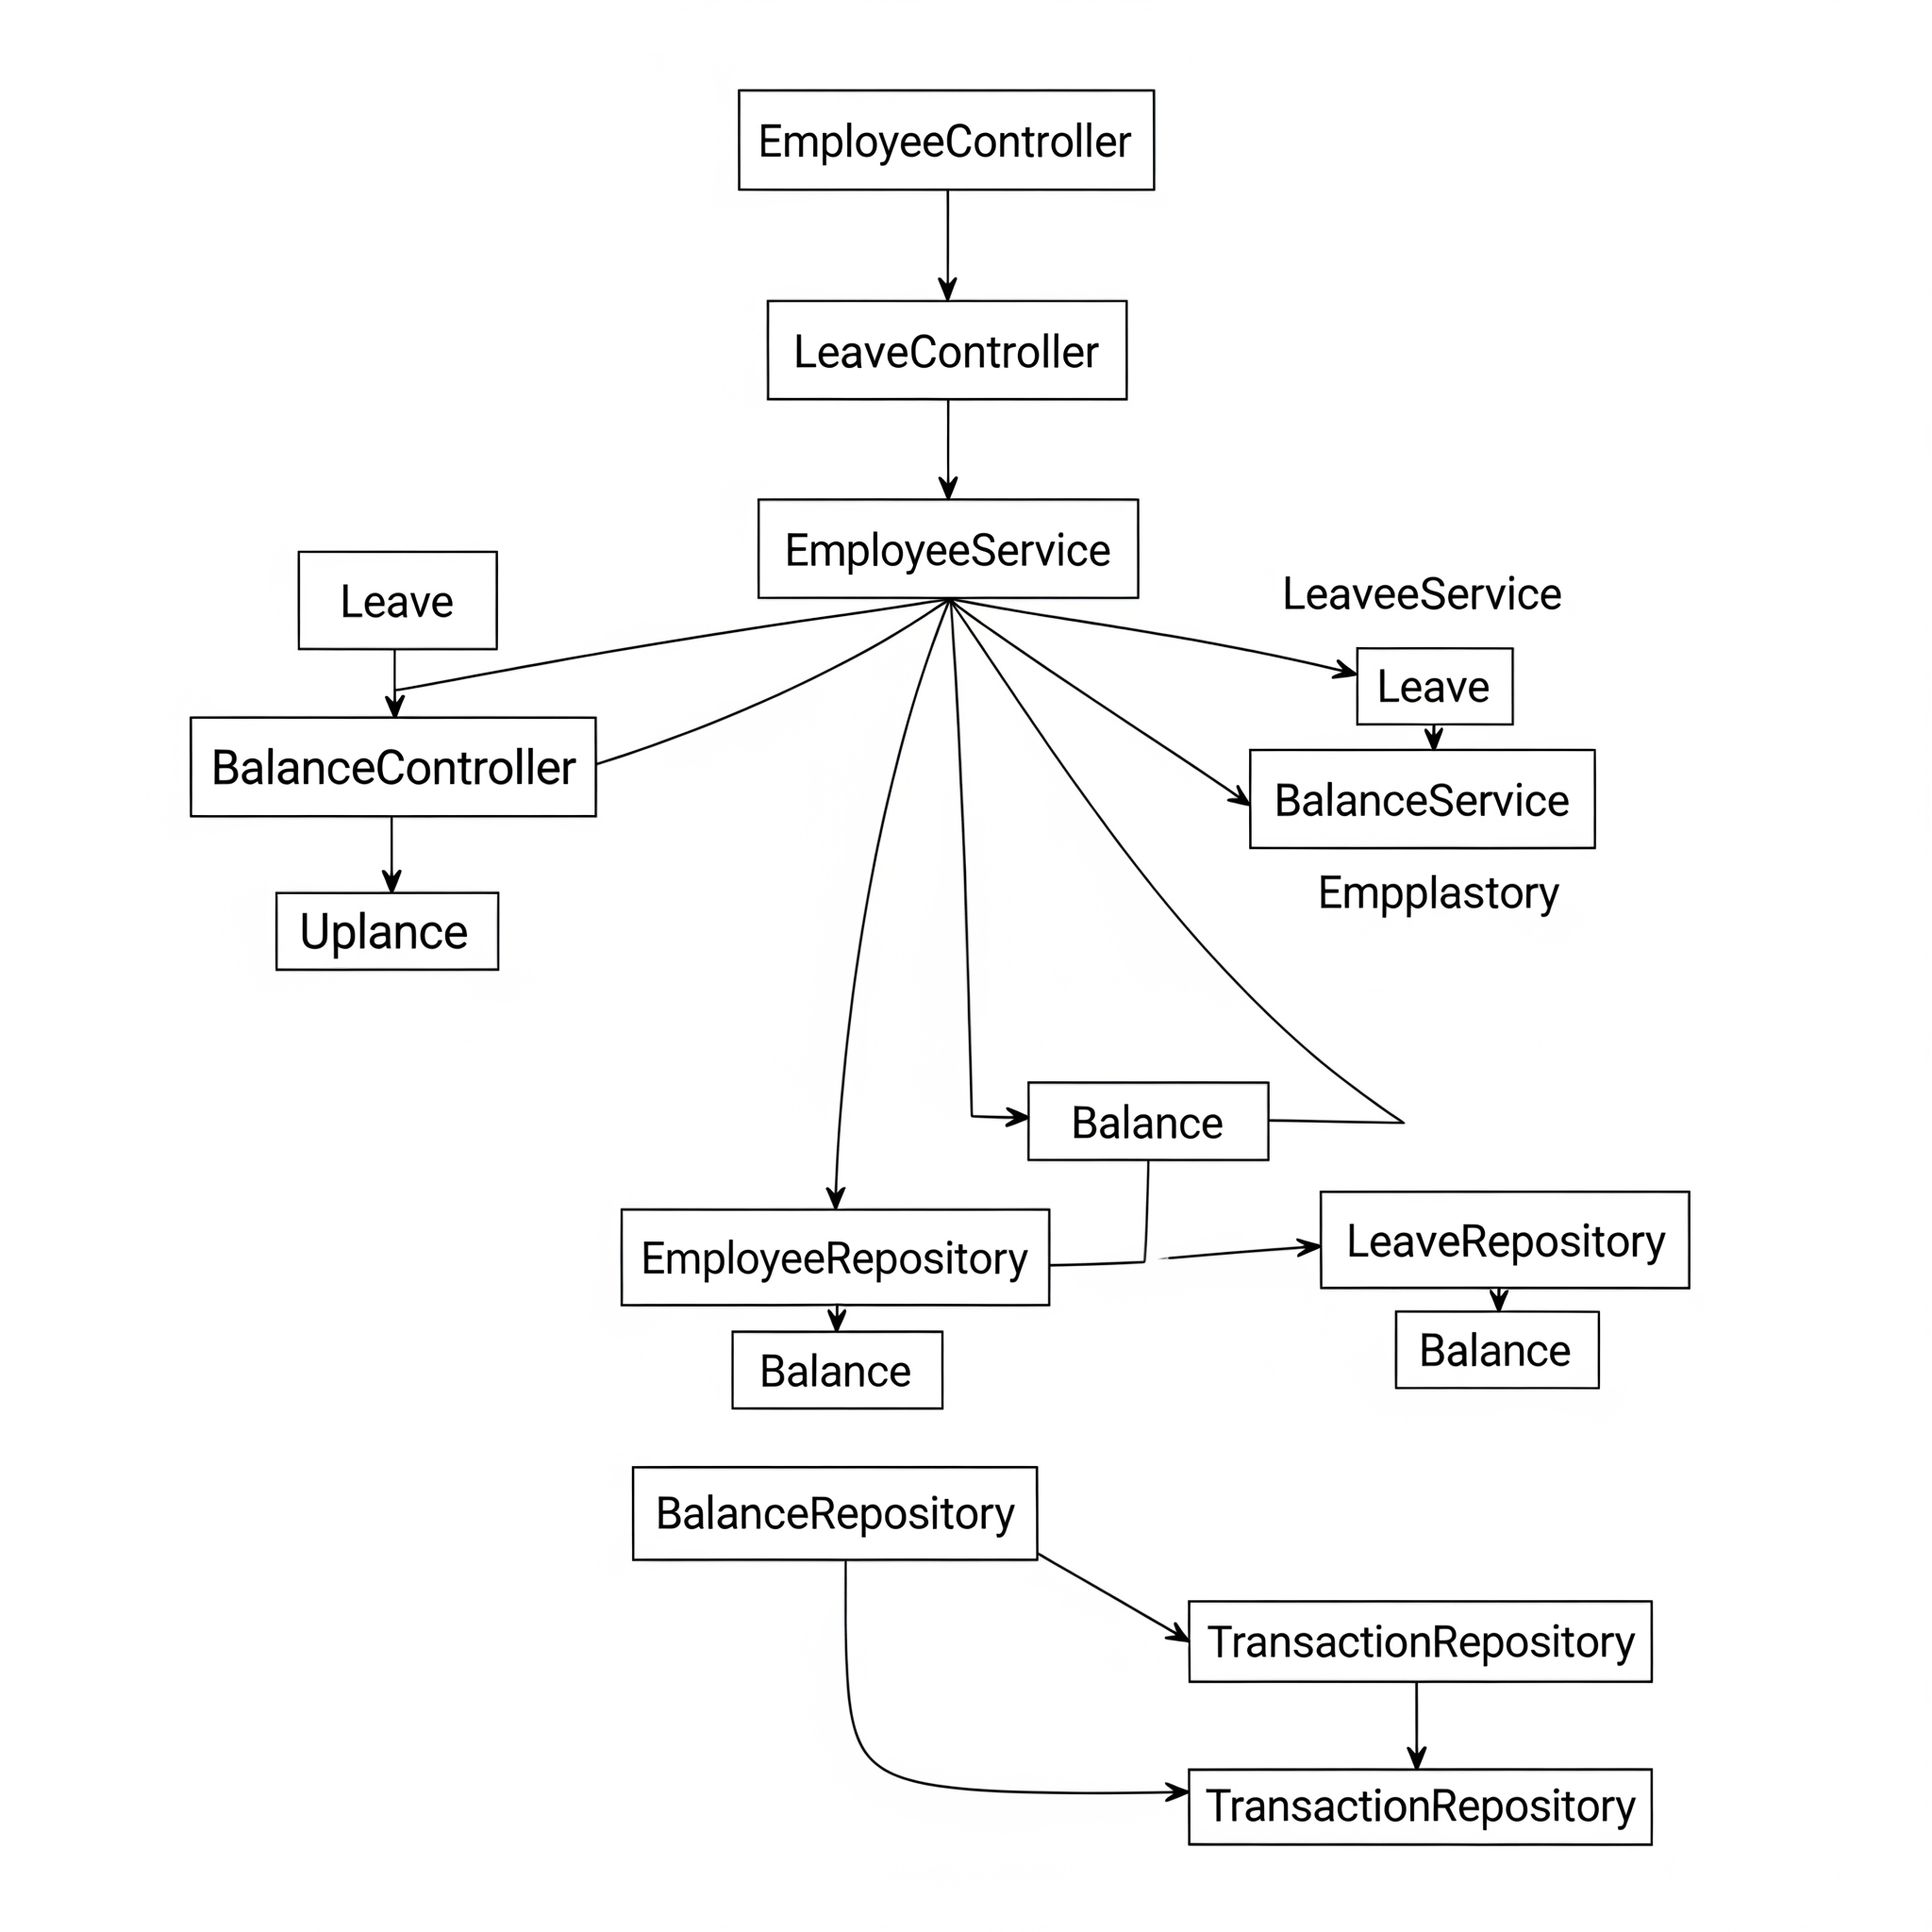 EmployeeController
LeaveController
EmployeeService
Leave
LeaveeService
Leave
BalanceController
BalanceService
Uplance
Empplastory
Balance
EmployeeRepository
LeaveRepository
Balance
Balance
BalanceRepository
TransactionRepository
TransactionRepository